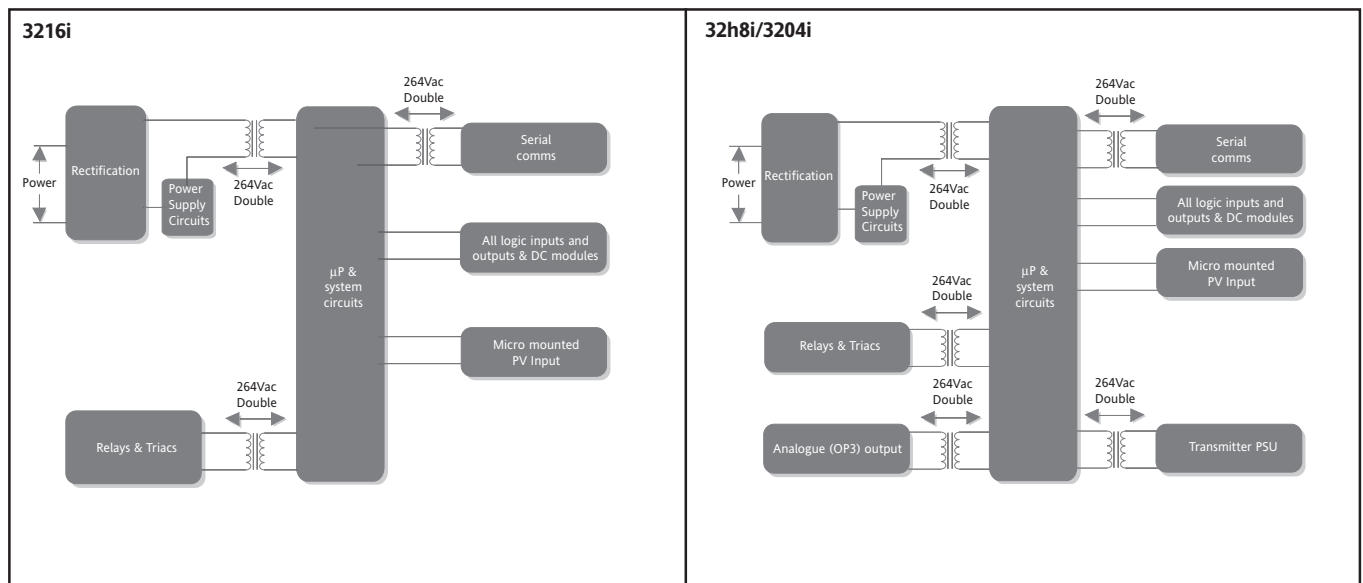 3216i
264Vac
Double
Serial
comms
Rectification
Power
Power
Supply
Circuits
264Vac
Double
All logic inputs and
outputs & DC modules
μP &
system
circuits
Micro mounted
PV Input
264Vac
Double
Relays & Triacs
32h8i/3204i
264Vac
Double
Serial
comms
Rectification
Power
Power
Supply
Circuits
264Vac
Double
All logic inputs and
outputs & DC modules
μP &
system
circuits
Micro mounted
PV Input
264Vac
Double
Relays & Triacs
264Vac
Double
264Vac
Double
Analogue (OP3) output
Transmitter PSU